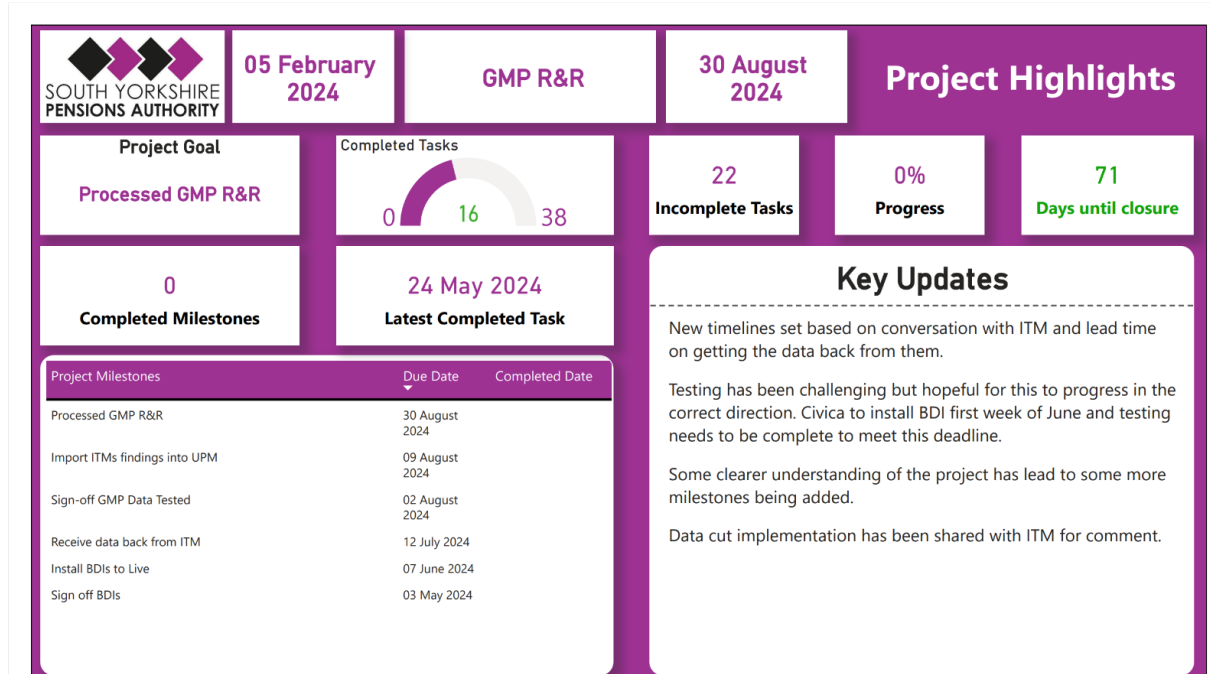 SOUTH YORKSHIRE
PENSIONS AUTHORITY
05 February
2024
GMP R&R
30 August
2024
Project Highlights
Project Goal
Processed GMP R&R
Completed Tasks
0
16
38
22
Incomplete Tasks
0%
Progress
71
Days until closure
0
Completed Milestones
24 May 2024
Latest Completed Task
Project Milestones Due Date Completed Date
Processed GMP R&R 30 August
2024
Import ITMs findings into UPM 09 August
2024
Sign-off GMP Data Tested 02 August
2024
Receive data back from ITM 12 July 2024
Install BDIs to Live 07 June 2024
Sign off BDIs 03 May 2024
Key Updates
New timelines set based on conversation with ITM and lead time
on getting the data back from them.
Testing has been challenging but hopeful for this to progress in the
correct direction. Civica to install BDI first week of June and testing
needs to be complete to meet this deadline.
Some clearer understanding of the project has lead to some more
milestones being added.
Data cut implementation has been shared with ITM for comment.